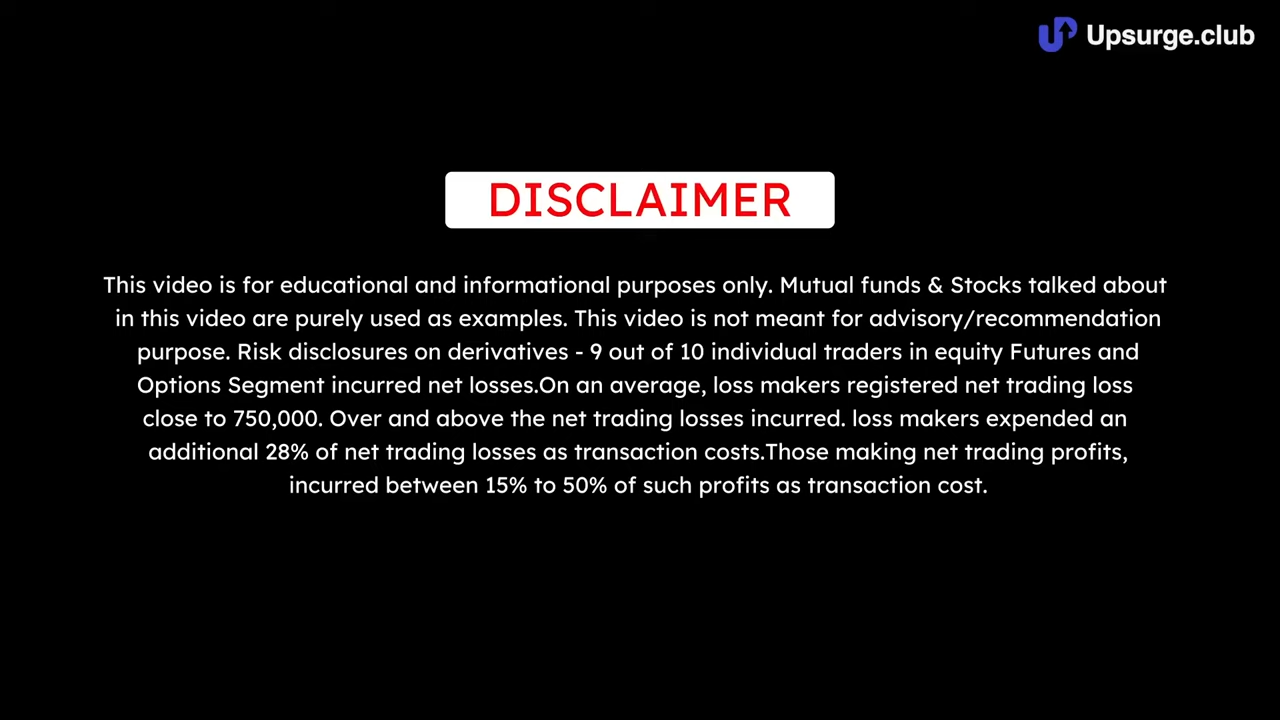 Upsurge.club
DISCLAIMER
This video is for educational and informational purposes only. Mutual funds & Stocks talked about
in this video are purely used as examples. This video is not meant for advisory/recommendation
purpose. Risk disclosures on derivatives - 9 out of 10 individual traders in equity Futures and
Options Segment incurred net losses.On an average, loss makers registered net trading loss
close to 750,000. Over and above the net trading losses incurred. loss makers expended an
additional 28% of net trading losses as transaction costs.Those making net trading profits,
incurred between 15% to 50% of such profits as transaction cost.